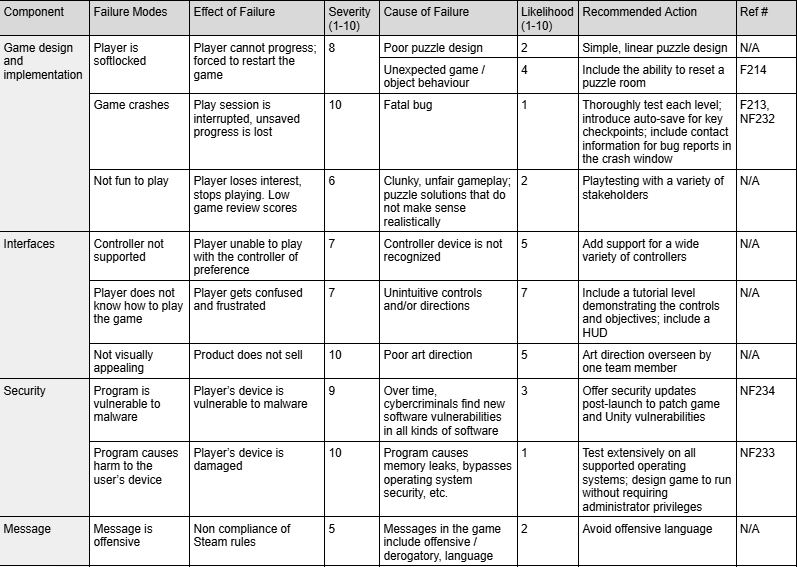 Component
Failure Modes
Effect of Failure
Severity
(1-10)
Cause of Failure
Likelihood
(1-10)
Recommended Action
Ref #
Game design
and
implementation
Player is
softlocked
Player cannot progress;
forced to restart the
game
8
Poor puzzle design
2
Simple, linear puzzle design
N/A
Unexpected game /
object behaviour
4
Include the ability to reset a
puzzle room
F214
Game crashes
Play session is
interrupted, unsaved
progress is lost
10
Fatal bug
1
Thoroughly test each level;
introduce auto-save for key
checkpoints; include contact
information for bug reports in
the crash window
F213,
NF232
Not fun to play
Player loses interest,
stops playing. Low
game review scores
6
Clunky, unfair gameplay;
puzzle solutions that do
not make sense
realistically
2
Playtesting with a variety of
stakeholders
N/A
Interfaces
Controller not
supported
Player unable to play
with the controller of
preference
7
Controller device is not
recognized
5
Add support for a wide
variety of controllers
N/A
Player does not
know how to play
the game
Player gets confused
and frustrated
7
Unintuitive controls
and/or directions
7
Include a tutorial level
demonstrating the controls
and objectives; include a
HUD
N/A
Not visually
appealing
Product does not sell
10
Poor art direction
5
Art direction overseen by
one team member
N/A
Security
Program is
vulnerable to
malware
Player's device is
vulnerable to malware
9
Over time,
cybercriminals find new
software vulnerabilities
in all kinds of software
3
Offer security updates
post-launch to patch game
and Unity vulnerabilities
NF234
Program causes
harm to the
user's device
Player's device is
damaged
10
Program causes
memory leaks, bypasses
operating system
security, etc.
1
Test extensively on all
supported operating
systems; design game to run
without requiring
administrator privileges
NF233
Message
Message is
offensive
Non compliance of
Steam rules
5
Messages in the game
include offensive /
derogatory, language
2
Avoid offensive language
N/A